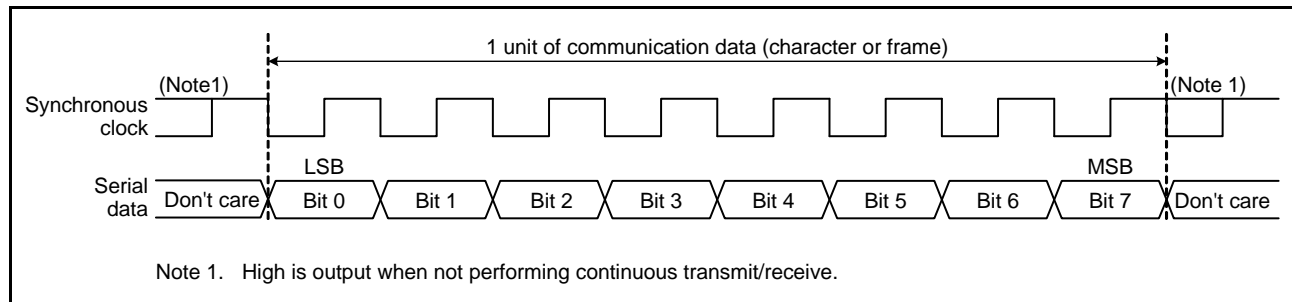 1 unit of communication data (character or frame)
(Note1)
(Note 1)
Synchronous
clock
LSB
MSB
Serial
data
Don't care
Bit 0
Bit 1
Bit 2
Bit 3
Bit 4
Bit 5
Bit 6
Bit 7
Don't care
Note 1. High is output when not performing continuous transmit/receive.